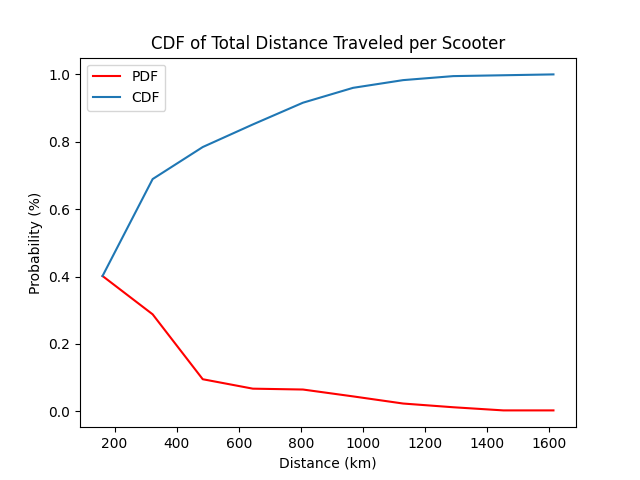 CDF of Total Distance Traveled per Scooter
PDF
CDF
1.0
0.8
0.6
0.4
0.2
0.0
Probability (%)
200 400 600 800 1000 1200 1400 1600
Distance (km)